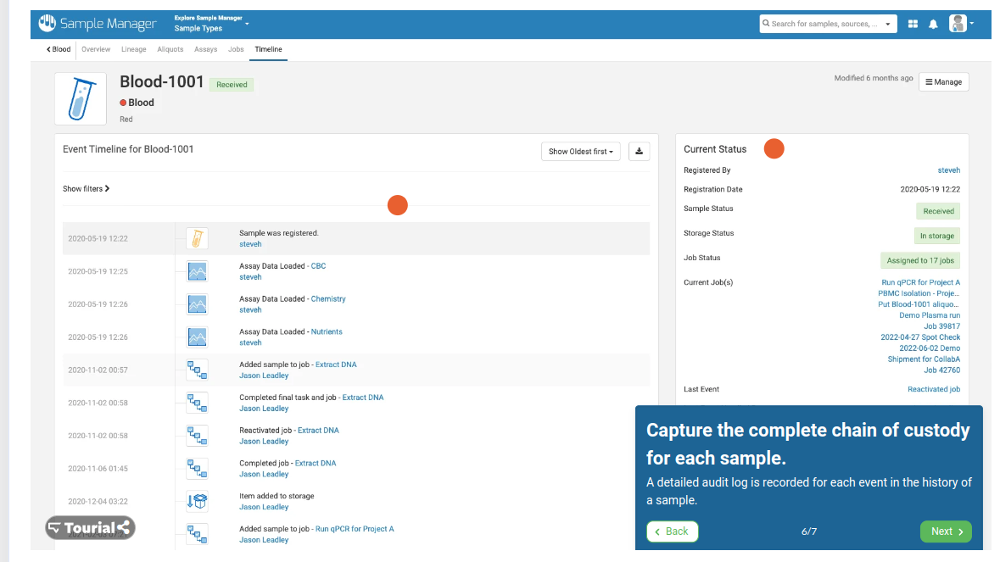 Sample Manager
Explore Sample Manager
Sample Types
Search for samples, sources, ...
Blood Overview Lineage Aliquots Assays Jobs Timeline
Blood-1001 Received
Blood
Red
Modified 6 months ago
Manage
Event Timeline for Blood-1001
Show Oldest first
Show filters
2020-05-19 12:22 Sample was registered.
steveh
2020-05-19 12:25 Assay Data Loaded - CBC
steveh
2020-05-19 12:26 Assay Data Loaded - Chemistry
steveh
2020-05-19 12:26 Assay Data Loaded - Nutrients
steveh
2020-11-02 00:57 Added sample to job - Extract DNA
Jason Leadley
2020-11-02 00:58 Completed final task and job - Extract DNA
Jason Leadley
2020-11-02 00:58 Reactivated job - Extract DNA
Jason Leadley
2020-11-06 01:45 Completed job - Extract DNA
Jason Leadley
2020-12-04 03:22 Item added to storage
Jason Leadley
Added sample to job - Run qPCR for Project A
Jason Leadley
Tourial
Current Status
Registered By steveh
Registration Date 2020-05-19 12:22
Sample Status Received
Storage Status In storage
Job Status Assigned to 17 jobs
Current Job(s) Run qPCR for Project A
PBMC Isolation - Proje...
Put Blood-1001 aliquo...
Demo Plasma run
Job 39817
2022-04-27 Spot Check
2022-06-02 Demo
Shipment for CollabA
Job 42760
Last Event Reactivated job
Capture the complete chain of custody
for each sample.
A detailed audit log is recorded for each event in the history of
a sample.
Back 6/7 Next